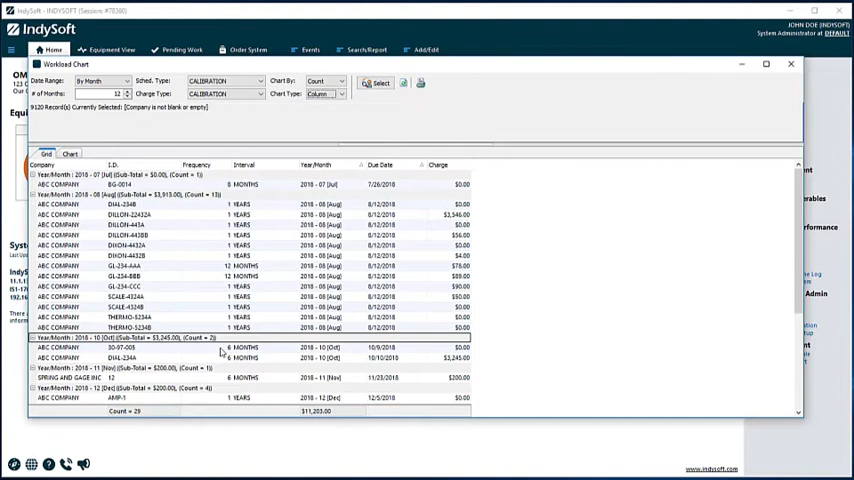 IndySoft - IndySoft (Sessions #78360)
IndySoft
JOHN DOE (INDYSOFT)
System Administrator at DEFAULT
Home Equipment View Pending Work Order System Events Search/Report Add/Edit
Workload Chart
Date Range: By Month Sched. Type: CALIBRATION Chart By: Count Select
# of Months: 12 Charge Type: CALIBRATION Chart Type: Column
9120 Record(s) Currently Selected: [Company is not blank or empty]
Grid Chart
Company I.D. Frequency Interval Year/Month Due Date Charge
Year/Month : 2018 - 07 [Jul] ((Sub-Total = $0.00), (Count = 1))
ABC COMPANY BG-0014 8 MONTHS 2018 - 07 [Jul] 7/26/2018 $0.00
Year/Month : 2018 - 08 [Aug] ((Sub-Total = $3,913.00), (Count = 13))
ABC COMPANY DIAL-234B 1 YEARS 2018 - 08 [Aug] 8/12/2018 $0.00
ABC COMPANY DILLON-22432A 1 YEARS 2018 - 08 [Aug] 8/12/2018 $3,546.00
ABC COMPANY DILLON-443A 1 YEARS 2018 - 08 [Aug] 8/12/2018 $0.00
ABC COMPANY DILLON-443BB 1 YEARS 2018 - 08 [Aug] 8/12/2018 $56.00
ABC COMPANY DIXON-4432A 1 YEARS 2018 - 08 [Aug] 8/12/2018 $0.00
ABC COMPANY DIXON-4432B 1 YEARS 2018 - 08 [Aug] 8/12/2018 $4.00
ABC COMPANY GL-234-AAA 12 MONTHS 2018 - 08 [Aug] 8/12/2018 $78.00
ABC COMPANY GL-234-BBB 12 MONTHS 2018 - 08 [Aug] 8/12/2018 $89.00
ABC COMPANY GL-234-CCC 1 YEARS 2018 - 08 [Aug] 8/12/2018 $90.00
ABC COMPANY SCALE-4324A 1 YEARS 2018 - 08 [Aug] 8/12/2018 $50.00
ABC COMPANY SCALE-4324B 1 YEARS 2018 - 08 [Aug] 8/12/2018 $0.00
ABC COMPANY THERMO-5234A 1 YEARS 2018 - 08 [Aug] 8/12/2018 $0.00
ABC COMPANY THERMO-5234B 1 YEARS 2018 - 08 [Aug] 8/12/2018 $0.00
Year/Month : 2018 - 10 [Oct] ((Sub-Total = $3,245.00), (Count = 2))
ABC COMPANY 30-97-005 6 MONTHS 2018 - 10 [Oct] 10/9/2018 $0.00
ABC COMPANY DIAL-234A 6 MONTHS 2018 - 10 [Oct] 10/10/2018 $3,245.00
Year/Month : 2018 - 11 [Nov] ((Sub-Total = $200.00), (Count = 1))
SPRING AND GAGE INC 12 6 MONTHS 2018 - 11 [Nov] 11/23/2018 $200.00
Year/Month : 2018 - 12 [Dec] ((Sub-Total = $200.00), (Count = 4))
ABC COMPANY AMP-1 1 YEARS 2018 - 12 [Dec] 12/5/2018 $0.00
Count = 29 $11,203.00
www.indysoft.com